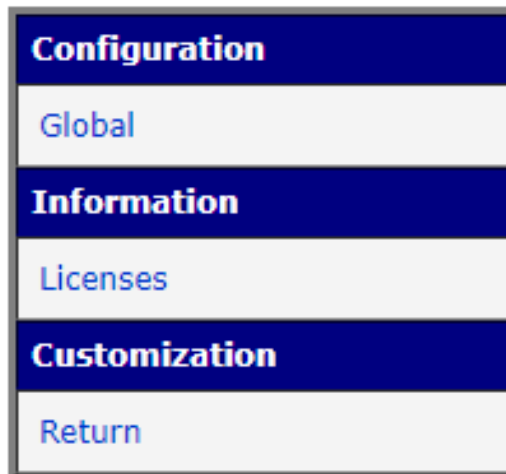 Configuration
Global
Information
Licenses
Customization
Return